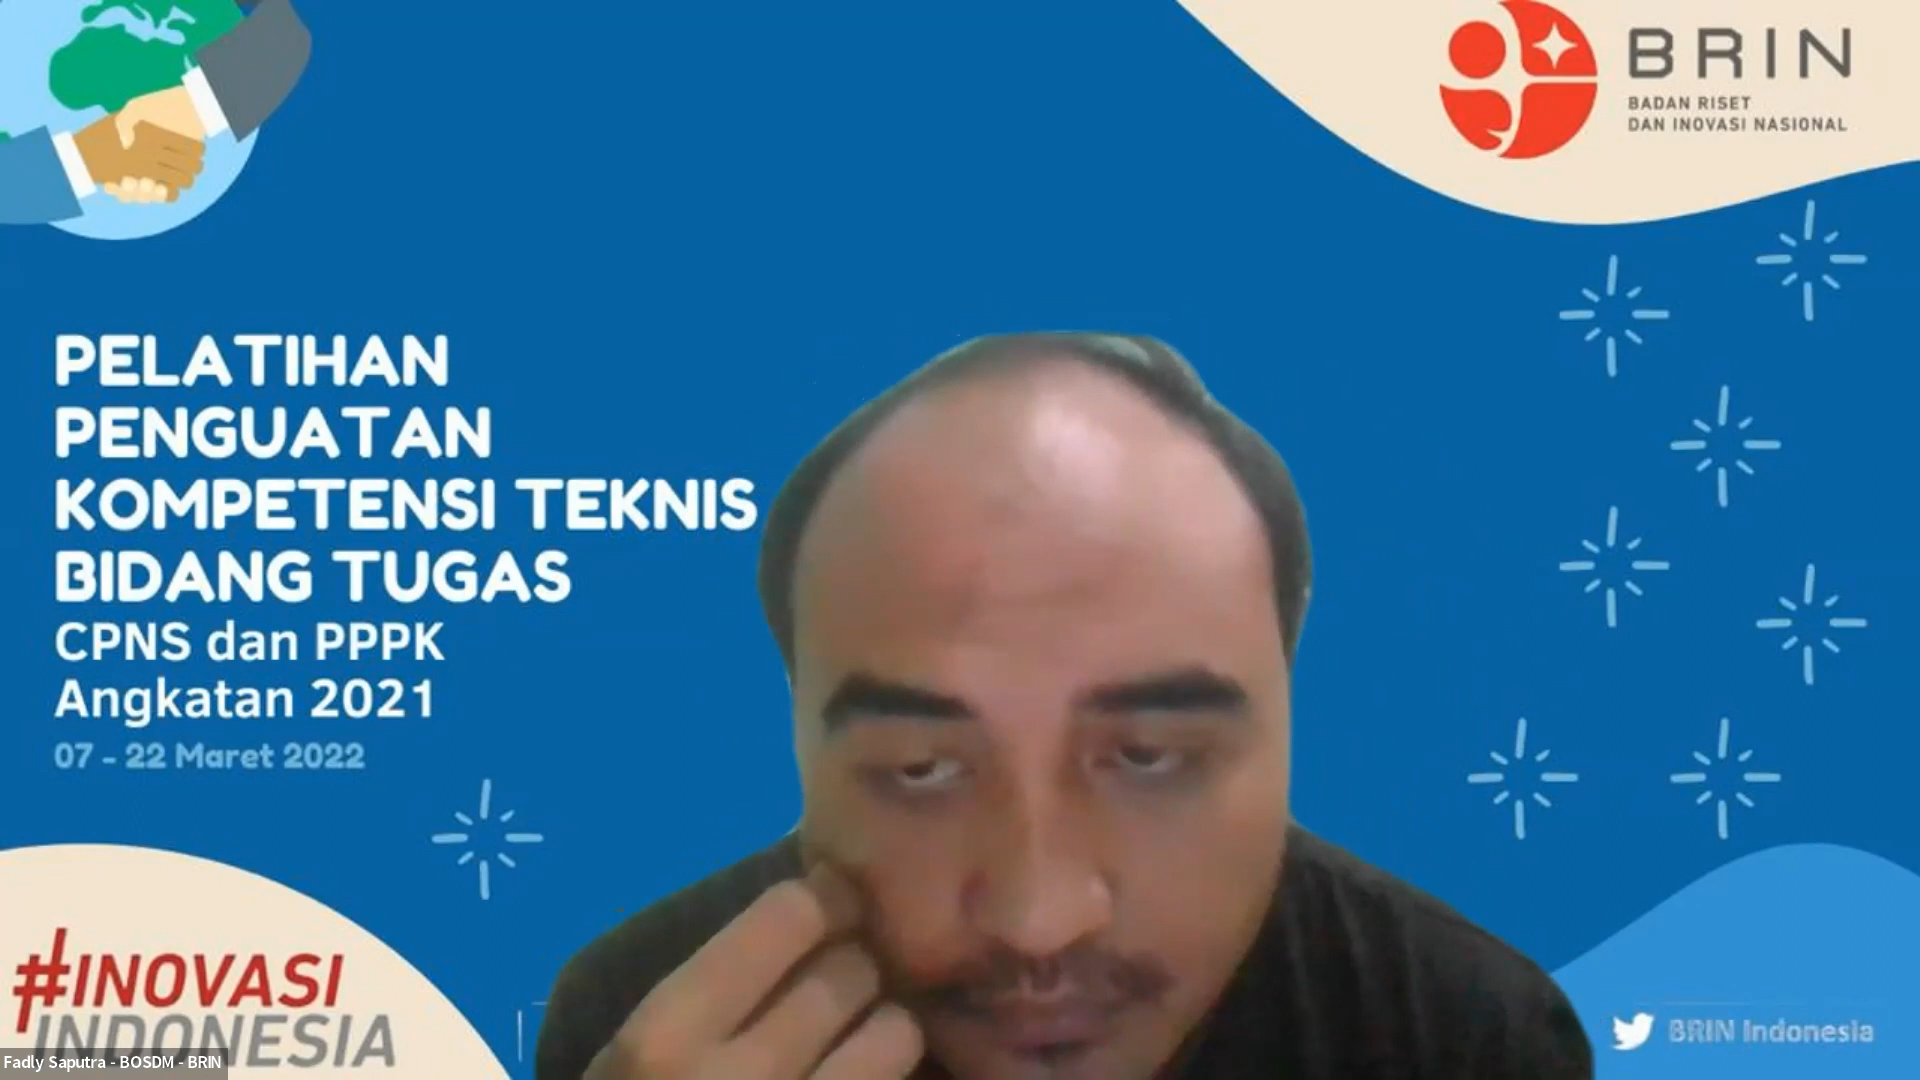 BRIN
BADAN RISET
DAN INOVASI NASIONAL
PELATIHAN
PENGUATAN
KOMPETENSI TEKNIS
BIDANG TUGAS
CPNS dan PPPK
Angkatan 2021
07 - 22 Maret 2022
#INOVASI
INDONESIA
Fadly Saputra - BOSDM - BRIN
BRIN Indonesia